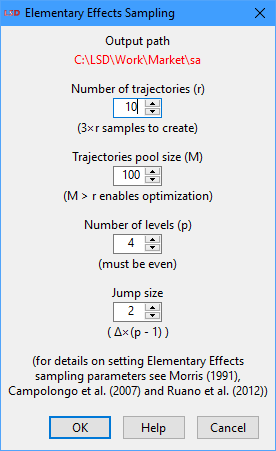 Elementary Effects Sampling
Output path
C:\LSD\Work\Market\sa
Number of trajectories (r)
10
(3×r samples to create)
Trajectories pool size (M)
100
(M > r enables optimization)
Number of levels (p)
4
(must be even)
Jump size
2
( Δ×(p - 1) )
(for details on setting Elementary Effects
sampling parameters see Morris (1991),
Campolongo et al. (2007) and Ruano et al. (2012))
OK Help Cancel